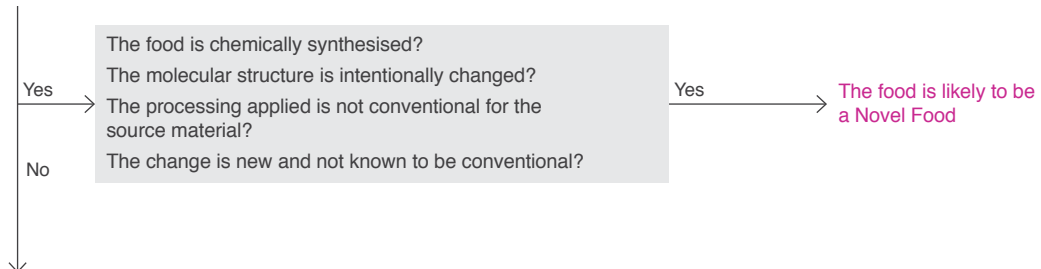 The food is chemically synthesised?
The molecular structure is intentionally changed?
Yes
The processing applied is not conventional for the
source material?
Yes
The food is likely to be
a Novel Food
The change is new and not known to be conventional?
No